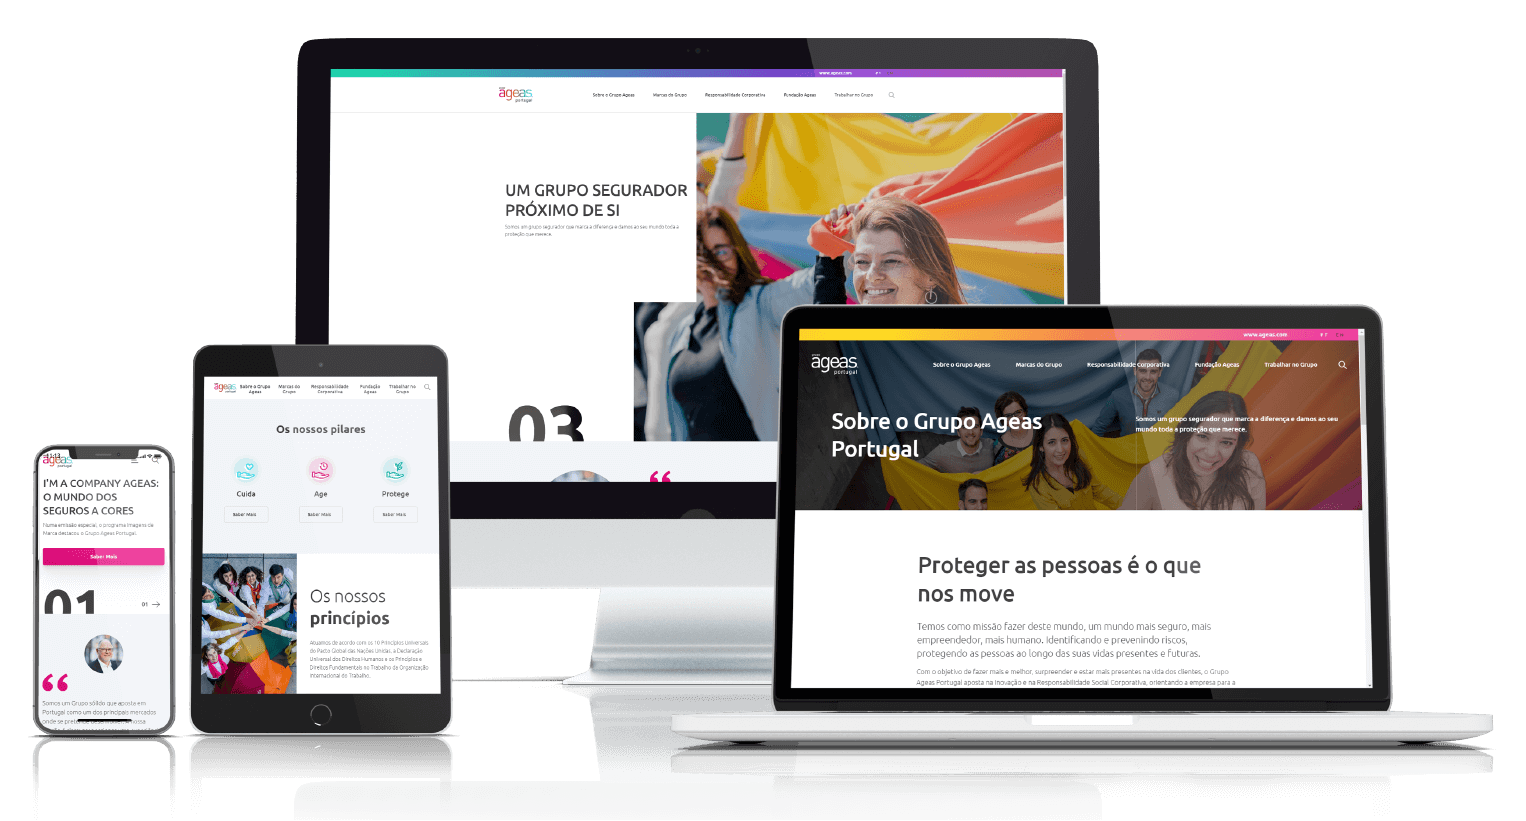 www.ageas.com
PT
grupo
ageas
portugal
Sobre o Grupo Ageas
Marcas do Grupo
Responsabilidade Corporativa
Fundação Ageas
Trabalhar no Grupo
UM GRUPO SEGURADOR
PRÓXIMO DE SI
Somos um grupo segurador que marca a diferença e damos ao seu mundo toda a
proteção que merece.
03
“
ageas
portugal
Sobre o Grupo
Ageas
Marcas do
Grupo
Responsabilidade
Corporativa
Fundação
Ageas
Trabalhar no
Grupo
Os nossos pilares
Cuida
Age
Protege
Saber Mais
Saber Mais
Saber Mais
Os nossos
princípios
Atuamos de acordo com os 10 Princípios Universais
do Pacto Global das Nações Unidas, a Declaração
Universal dos Direitos Humanos e os Princípios e
Direitos Fundamentais no Trabalho da Organização
Internacional do Trabalho.
11:13
ageas
portugal
I'M A COMPANY AGEAS:
O MUNDO DOS
SEGUROS A CORES
Numa emissão especial, o programa Imagens de
Marca destacou o Grupo Ageas Portugal.
Saber Mais
01
01 →
“
Somos um Grupo sólido que aposta em
Portugal como um dos principais mercados
onde se pretende desenvolver. A nossa
www.ageas.com
PT
EN
ageas
portugal
Sobre o Grupo Ageas
Marcas do Grupo
Responsabilidade Corporativa
Fundação Ageas
Trabalhar no Grupo
Sobre o Grupo Ageas
Portugal
Somos um grupo segurador que marca a diferença e damos ao seu
mundo toda a proteção que merece.
Proteger as pessoas é o que
nos move
Temos como missão fazer deste mundo, um mundo mais seguro, mais
empreendedor, mais humano. Identificando e prevenindo riscos,
protegendo as pessoas ao longo das suas vidas presentes e futuras.
Com o objetivo de fazer mais e melhor, surpreender e estar mais presentes na vida dos clientes, o Grupo
Ageas Portugal aposta na Inovação e na Responsabilidade Social Corporativa, orientando a empresa para a